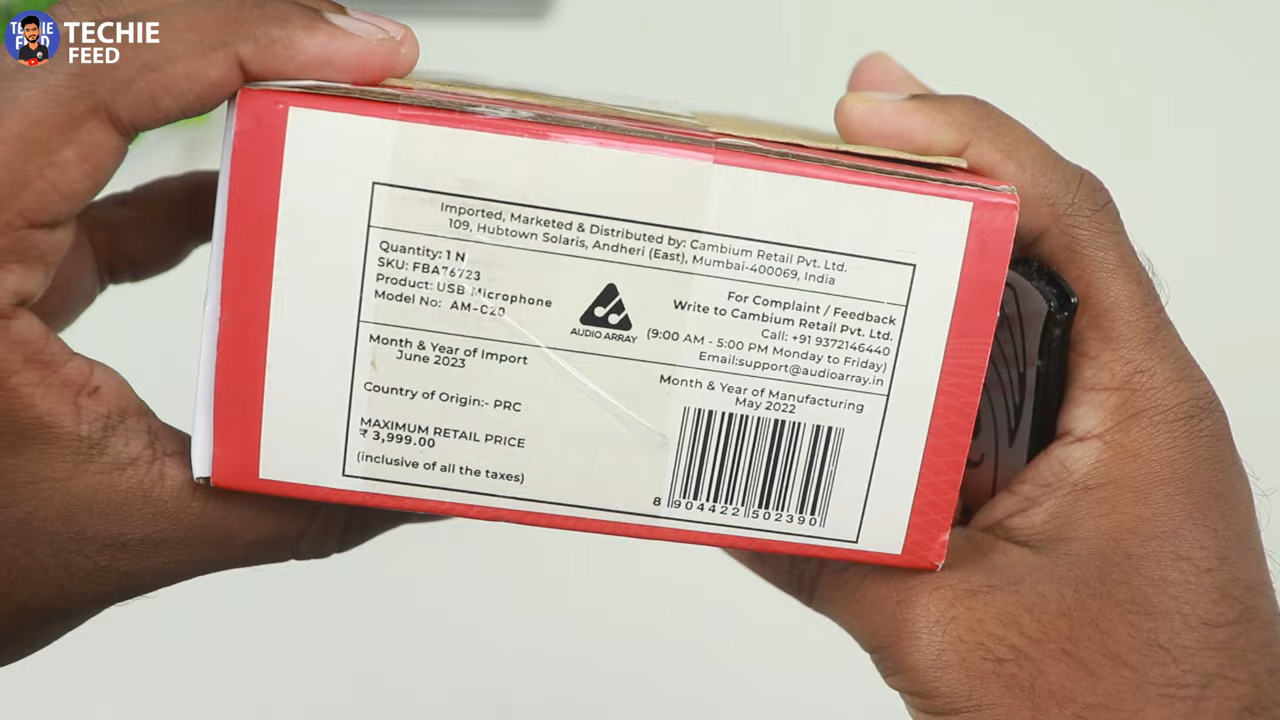 TECHIE
FEED
Imported, Marketed & Distributed by: Cambium Retail Pvt. Ltd.
109, Hubtown Solaris, Andheri (East), Mumbai-400069, India
Quantity: 1 N
SKU: FBA76723
Product: USB Microphone
Model No: AM-C20
AUDIO ARRAY
For Complaint / Feedback
Write to Cambium Retail Pvt. Ltd.
Call: +91 9372146440
(9:00 AM - 5:00 PM Monday to Friday)
Email:support@audioarray.in
Month & Year of Import
June 2023
Country of Origin:- PRC
MAXIMUM RETAIL PRICE
₹ 3,999.00
(inclusive of all the taxes)
Month & Year of Manufacturing
May 2022
8 904422 502390